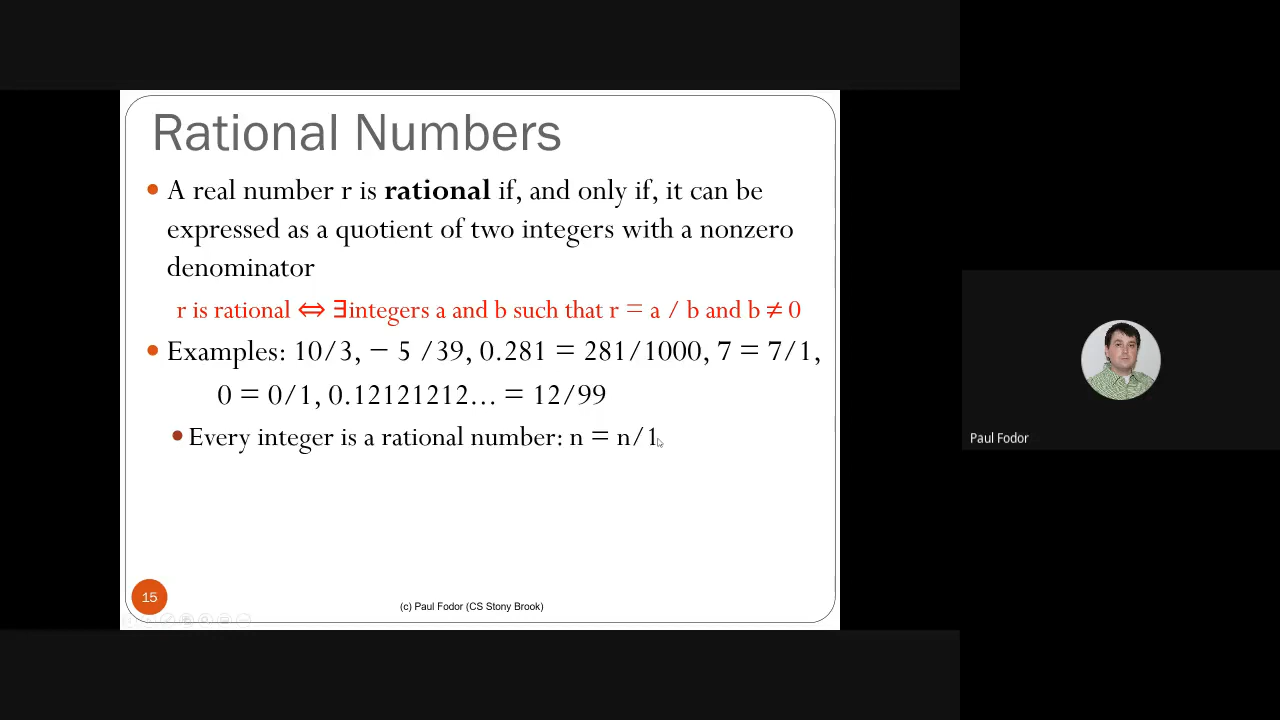 Rational Numbers
• A real number r is rational if, and only if, it can be
expressed as a quotient of two integers with a nonzero
denominator
r is rational ⇔ ∃integers a and b such that r = a / b and b ≠ 0
• Examples: 10/3, − 5 /39, 0.281 = 281/1000, 7 = 7/1,
0 = 0/1, 0.12121212… = 12/99
• Every integer is a rational number: n = n/1
15
(c) Paul Fodor (CS Stony Brook)
Paul Fodor